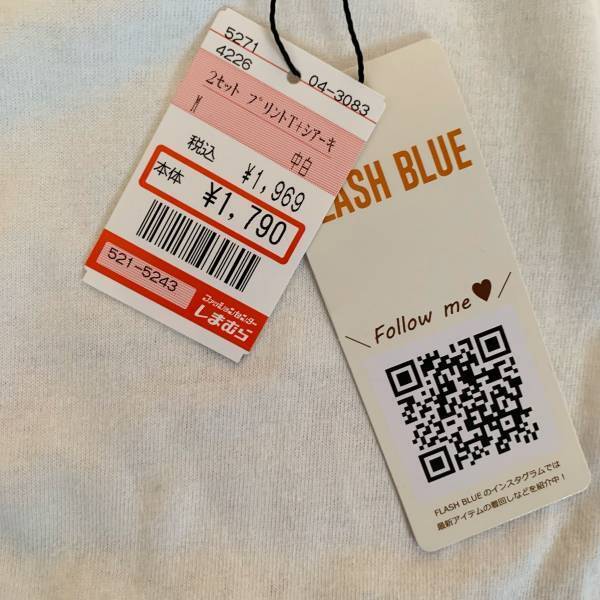 5271
4226
04-3083
2セット プリントT+シアーキ
M
中白
税込 ¥1,969
本体 ¥1,790
521-5243
ファッションセンター
しまむら
LASH BLUE
Follow me
FLASH BLUE のインスタグラムでは
最新アイテムの着回しなどを紹介中!